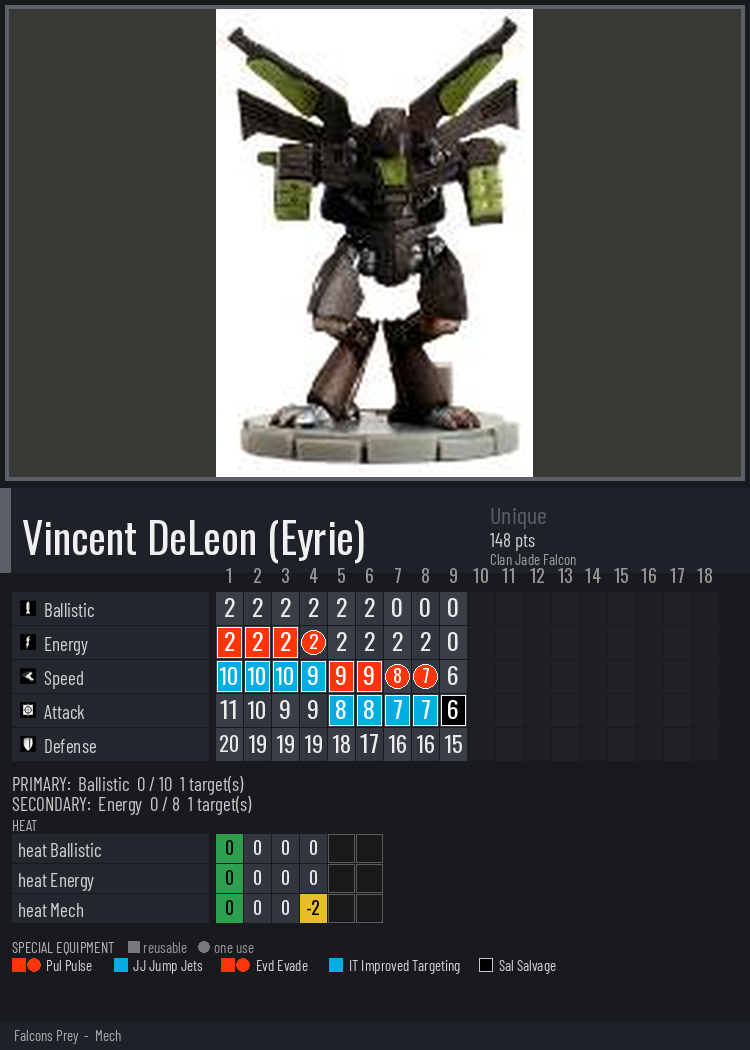 Vincent DeLeon (Eyrie)
Unique
148 pts
Clan Jade Falcon
1 2 3 4 5 6 7 8 9 10 11 12 13 14 15 16 17 18
Ballistic 2 2 2 2 2 2 0 0 0
Energy 2 2 2 2 2 2 2 2 0
Speed 10 10 10 9 9 9 8 7 6
Attack 11 10 9 9 8 8 7 7 6
Defense 20 19 19 19 18 17 16 16 15
PRIMARY: Ballistic 0 / 10 1 target(s)
SECONDARY: Energy 0 / 8 1 target(s)
HEAT
heat Ballistic 0 0 0 0
heat Energy 0 0 0 0
heat Mech 0 0 0 -2
SPECIAL EQUIPMENT reusable one use
Pul Pulse JJ Jump Jets Evd Evade IT Improved Targeting Sal Salvage
Falcons Prey - Mech